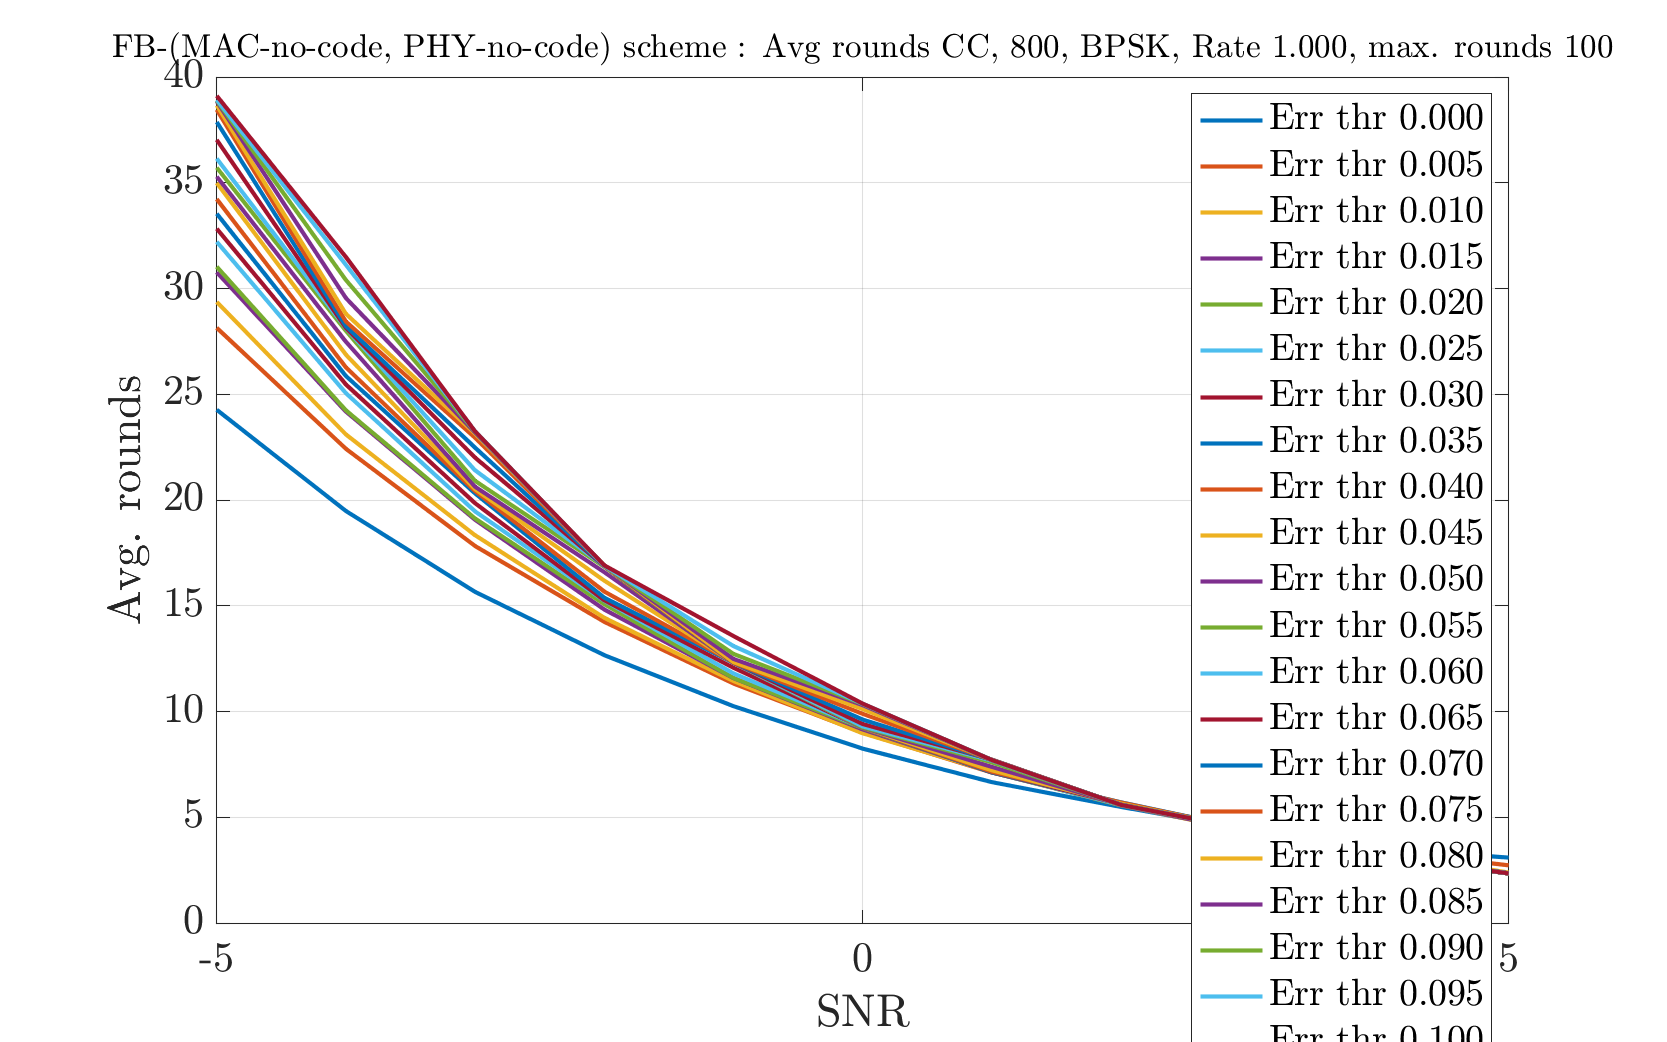 FB-(MAC-no-code, PHY-no-code) scheme : Avg rounds CC, 800, BPSK, Rate 1.000, max. rounds 100
40
35
30
25
20
15
10
5
0
Avg. rounds
-5
0
5
SNR
Err thr 0.000
Err thr 0.005
Err thr 0.010
Err thr 0.015
Err thr 0.020
Err thr 0.025
Err thr 0.030
Err thr 0.035
Err thr 0.040
Err thr 0.045
Err thr 0.050
Err thr 0.055
Err thr 0.060
Err thr 0.065
Err thr 0.070
Err thr 0.075
Err thr 0.080
Err thr 0.085
Err thr 0.090
Err thr 0.095
Err thr 0.100